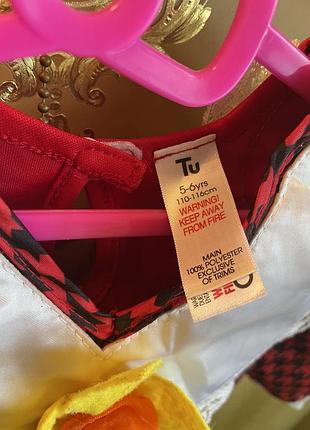 Tu
5-6yrs
110-116cm
WARNING!
KEEP AWAY
FROM FIRE
MAIN
100% POLYESTER
EXCLUSIVE
OF TRIMS